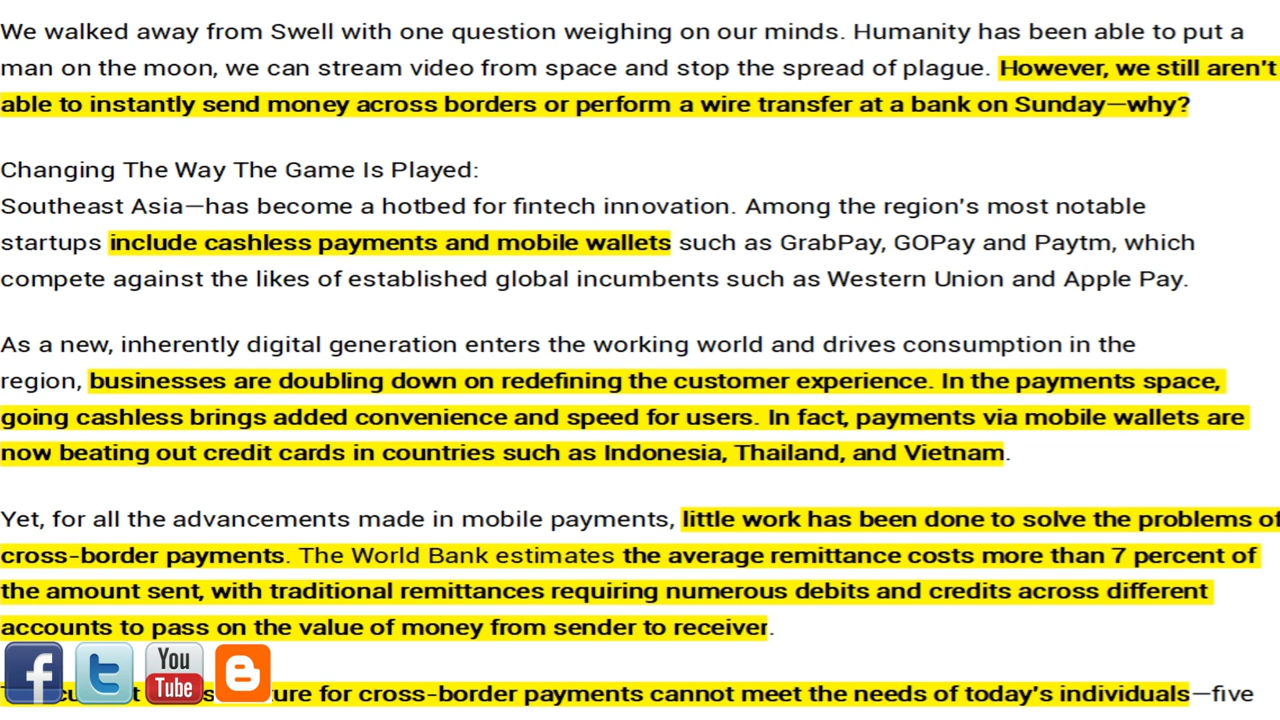 We walked away from Swell with one question weighing on our minds. Humanity has been able to put a
man on the moon, we can stream video from space and stop the spread of plague. However, we still aren't
able to instantly send money across borders or perform a wire transfer at a bank on Sunday—why?
Changing The Way The Game Is Played:
Southeast Asia—has become a hotbed for fintech innovation. Among the region's most notable
startups include cashless payments and mobile wallets such as GrabPay, GOPay and Paytm, which
compete against the likes of established global incumbents such as Western Union and Apple Pay.
As a new, inherently digital generation enters the working world and drives consumption in the
region, businesses are doubling down on redefining the customer experience. In the payments space,
going cashless brings added convenience and speed for users. In fact, payments via mobile wallets are
now beating out credit cards in countries such as Indonesia, Thailand, and Vietnam.
Yet, for all the advancements made in mobile payments, little work has been done to solve the problems of
cross-border payments. The World Bank estimates the average remittance costs more than 7 percent of
the amount sent, with traditional remittances requiring numerous debits and credits across different
accounts to pass on the value of money from sender to receiver.
You
Tube
for cross-border payments cannot meet the needs of today's individuals—five